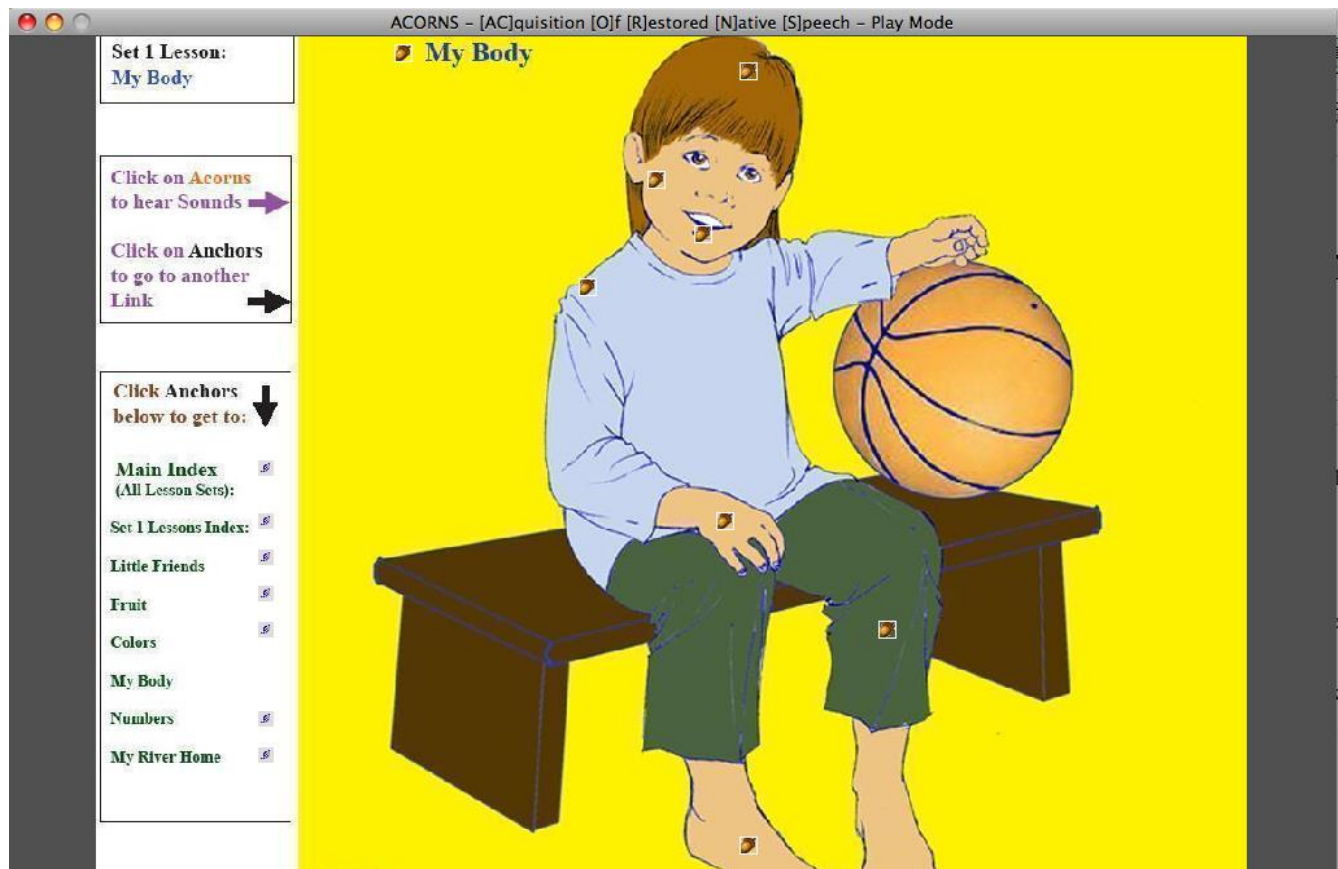 ACORNS – [AC]quisition [O]f [R]estored [N]ative [S]peech – Play Mode
Set 1 Lesson:
My Body
Click on Acorns
to hear Sounds
Click on Anchors
to go to another
Link
Click Anchors
below to get to:
Main Index
(All Lesson Sets):
Set 1 Lessons Index:
Little Friends
Fruit
Colors
My Body
Numbers
My River Home
My Body